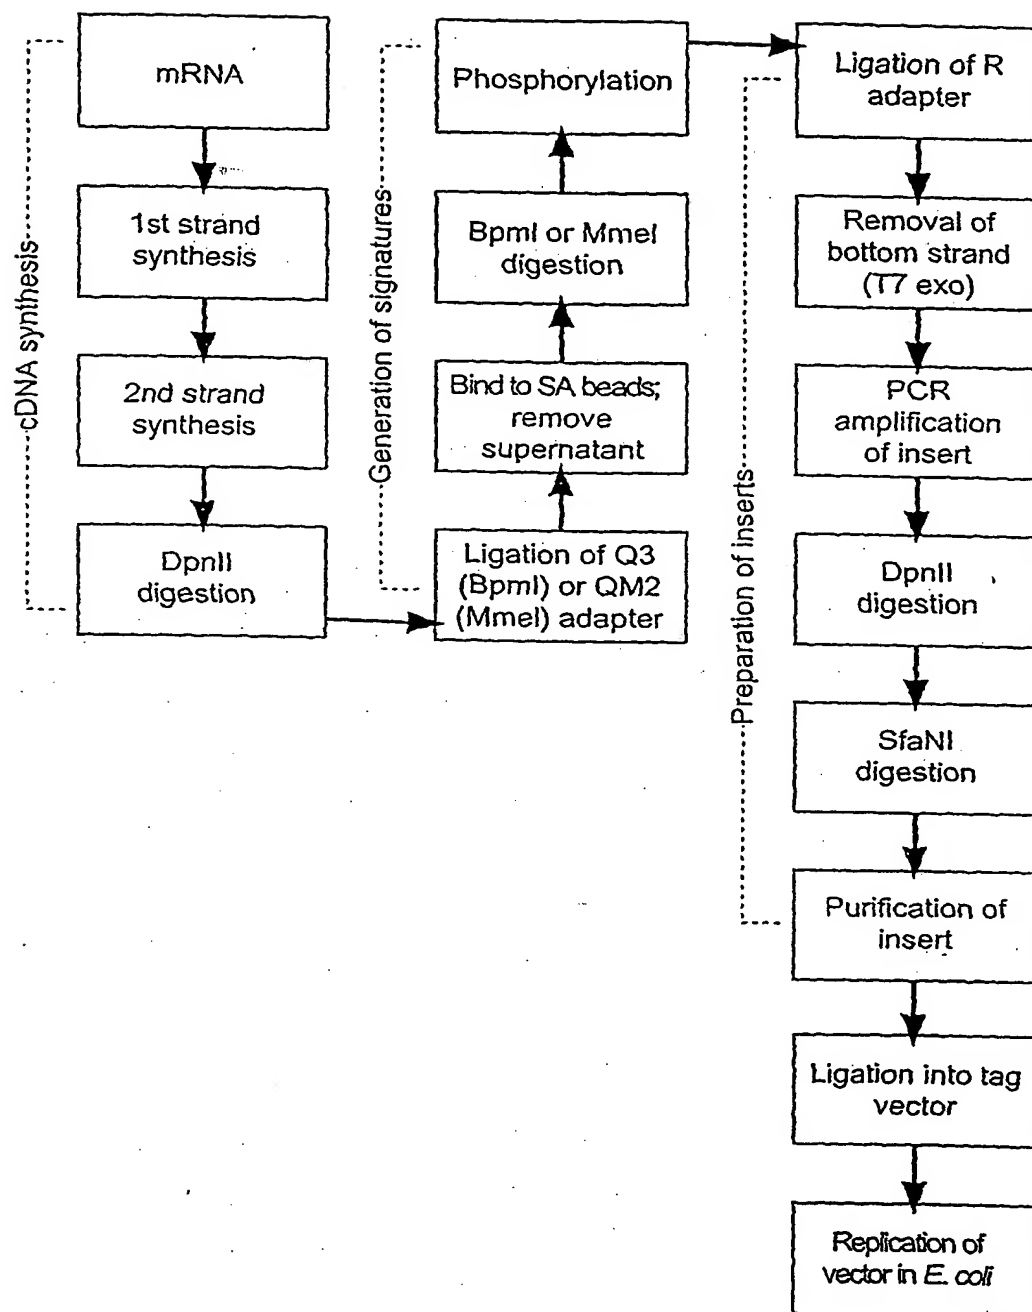 cDNA synthesis
mRNA
1st strand
synthesis
2nd strand
synthesis
DpnII
digestion
Generation of signatures
Phosphorylation
BpmI or MmeI
digestion
Bind to SA beads;
remove
supernatant
Ligation of Q3
(BpmI) or QM2
(MmeI) adapter
Preparation of inserts
Ligation of R
adapter
Removal of
bottom strand
(T7 exo)
PCR
amplification
of insert
DpnII
digestion
SfaNI
digestion
Purification of
insert
Ligation into tag
vector
Replication of
vector in E. coli